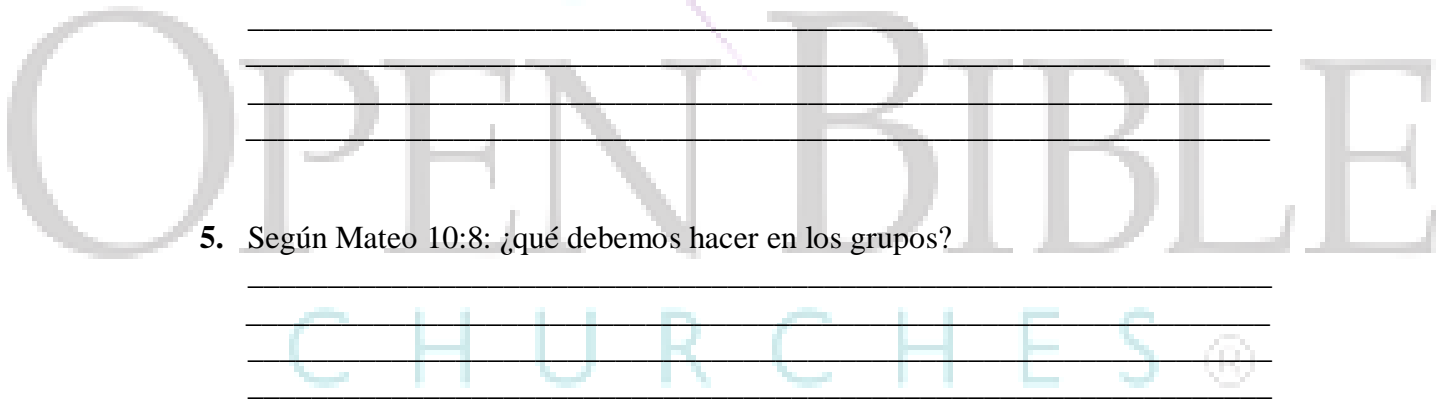 OPEN BIBLE
5. Según Mateo 10:8: ¿qué debemos hacer en los grupos?
CHURCHES ®